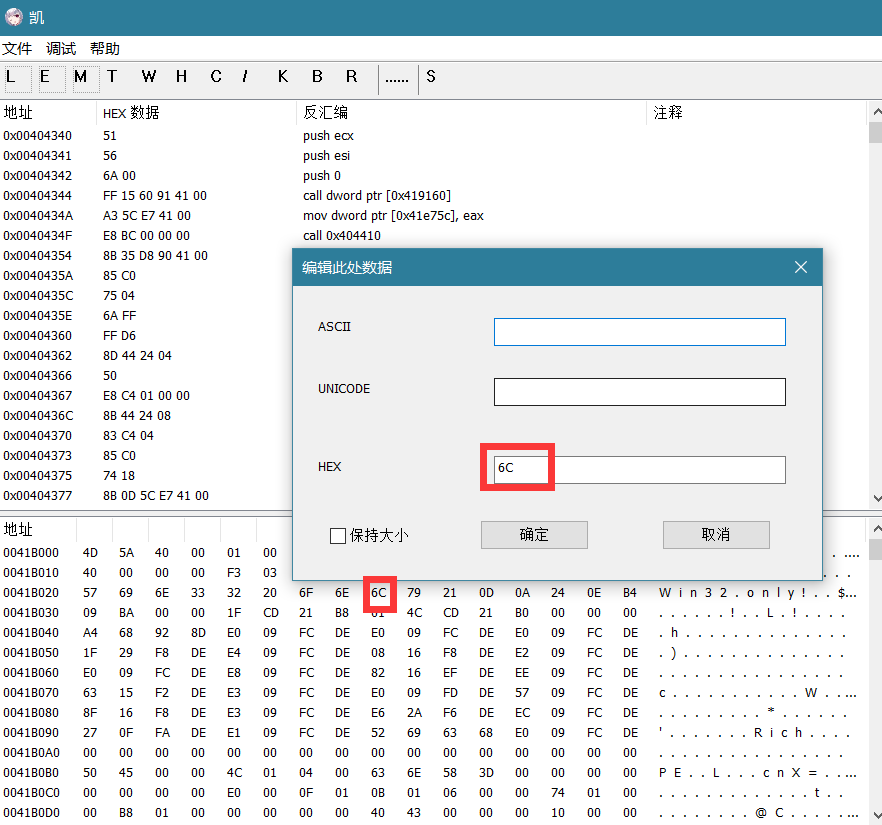 凯
文件 调试 帮助
L E M T W H C / K B R ...... S
地址 HEX 数据 反汇编 注释
0x00404340 51 push ecx
0x00404341 56 push esi
0x00404342 6A 00 push 0
0x00404344 FF 15 60 91 41 00 call dword ptr [0x419160]
0x0040434A A3 5C E7 41 00 mov dword ptr [0x41e75c], eax
0x0040434F E8 BC 00 00 00 call 0x404410
0x00404354 8B 35 D8 90 41 00
0x0040435A 85 C0
0x0040435C 75 04
0x0040435E 6A FF
0x00404360 FF D6
0x00404362 8D 44 24 04
0x00404366 50
0x00404367 E8 C4 01 00 00
0x0040436C 8B 44 24 08
0x00404370 83 C4 04
0x00404373 85 C0
0x00404375 74 18
0x00404377 8B 0D 5C E7 41 00
编辑此处数据
ASCII
UNICODE
HEX 6C
保持大小 确定 取消
地址
0041B000 4D 5A 40 00 01 00 . ....
0041B010 40 00 00 00 F3 03 . .
0041B020 57 69 6E 33 32 20 6F 6E 6C 79 21 0D 0A 24 0E B4 Win32.only!..$...
0041B030 09 BA 00 00 1F CD 21 B8 01 4C CD 21 B0 00 00 00 ......!..L.!....
0041B040 A4 68 92 8D E0 09 FC DE E0 09 FC DE E0 09 FC DE .h..............
0041B050 1F 29 F8 DE E4 09 FC DE 08 16 F8 DE E2 09 FC DE .)..............
0041B060 E0 09 FC DE E8 09 FC DE 82 16 EF DE EE 09 FC DE ................
0041B070 63 15 F2 DE E3 09 FC DE E0 09 FD DE 57 09 FC DE c...........W.....
0041B080 8F 16 F8 DE E3 09 FC DE E6 2A F6 DE EC 09 FC DE .........*......
0041B090 27 0F FA DE E1 09 FC DE 52 69 63 68 E0 09 FC DE '.......Rich....
0041B0A0 00 00 00 00 00 00 00 00 00 00 00 00 00 00 00 00 ................
0041B0B0 50 45 00 00 4C 01 04 00 63 6E 58 3D 00 00 00 00 PE..L...cnX=.....
0041B0C0 00 00 00 00 E0 00 0F 01 0B 01 06 00 00 74 01 00 .............t..
0041B0D0 00 B8 01 00 00 00 00 00 40 43 00 00 00 10 00 00 ........@C......